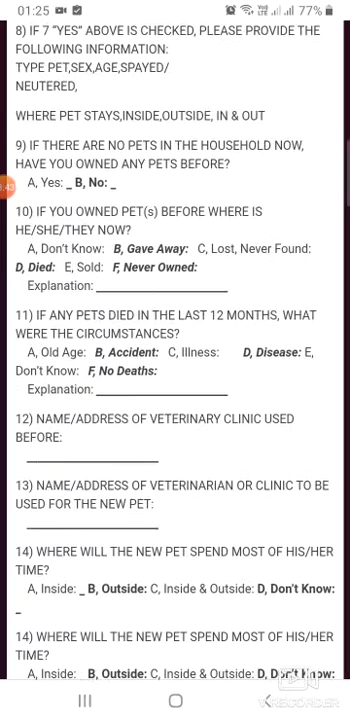 01:25
77%
8) IF 7 “YES” ABOVE IS CHECKED, PLEASE PROVIDE THE
FOLLOWING INFORMATION:
TYPE PET,SEX,AGE,SPAYED/
NEUTERED,
WHERE PET STAYS,INSIDE,OUTSIDE, IN & OUT
9) IF THERE ARE NO PETS IN THE HOUSEHOLD NOW,
HAVE YOU OWNED ANY PETS BEFORE?
A, Yes: _ B, No: _
10) IF YOU OWNED PET(s) BEFORE WHERE IS
HE/SHE/THEY NOW?
A, Don’t Know: B, Gave Away: C, Lost, Never Found:
D, Died: E, Sold: F, Never Owned:
Explanation: ____________________
11) IF ANY PETS DIED IN THE LAST 12 MONTHS, WHAT
WERE THE CIRCUMSTANCES?
A, Old Age: B, Accident: C, Illness: D, Disease: E,
Don’t Know: F, No Deaths:
Explanation: ____________________
12) NAME/ADDRESS OF VETERINARY CLINIC USED
BEFORE:
____________________
13) NAME/ADDRESS OF VETERINARIAN OR CLINIC TO BE
USED FOR THE NEW PET:
____________________
14) WHERE WILL THE NEW PET SPEND MOST OF HIS/HER
TIME?
A, Inside: _ B, Outside: C, Inside & Outside: D, Don’t Know:
_
14) WHERE WILL THE NEW PET SPEND MOST OF HIS/HER
TIME?
A, Inside: _ B, Outside: C, Inside & Outside: D, Don’t Know:
VRECORDER